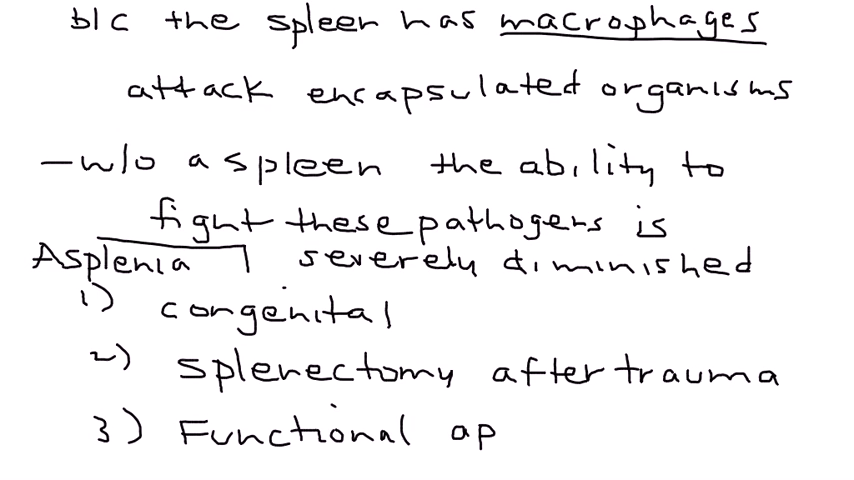 b/c the spleen has macrophages
attack encapsulated organisms
- w/o a spleen the ability to
fight these pathogens is
Asplenia severely diminished
1) congenital
2) splenectomy after trauma
3) Functional ap